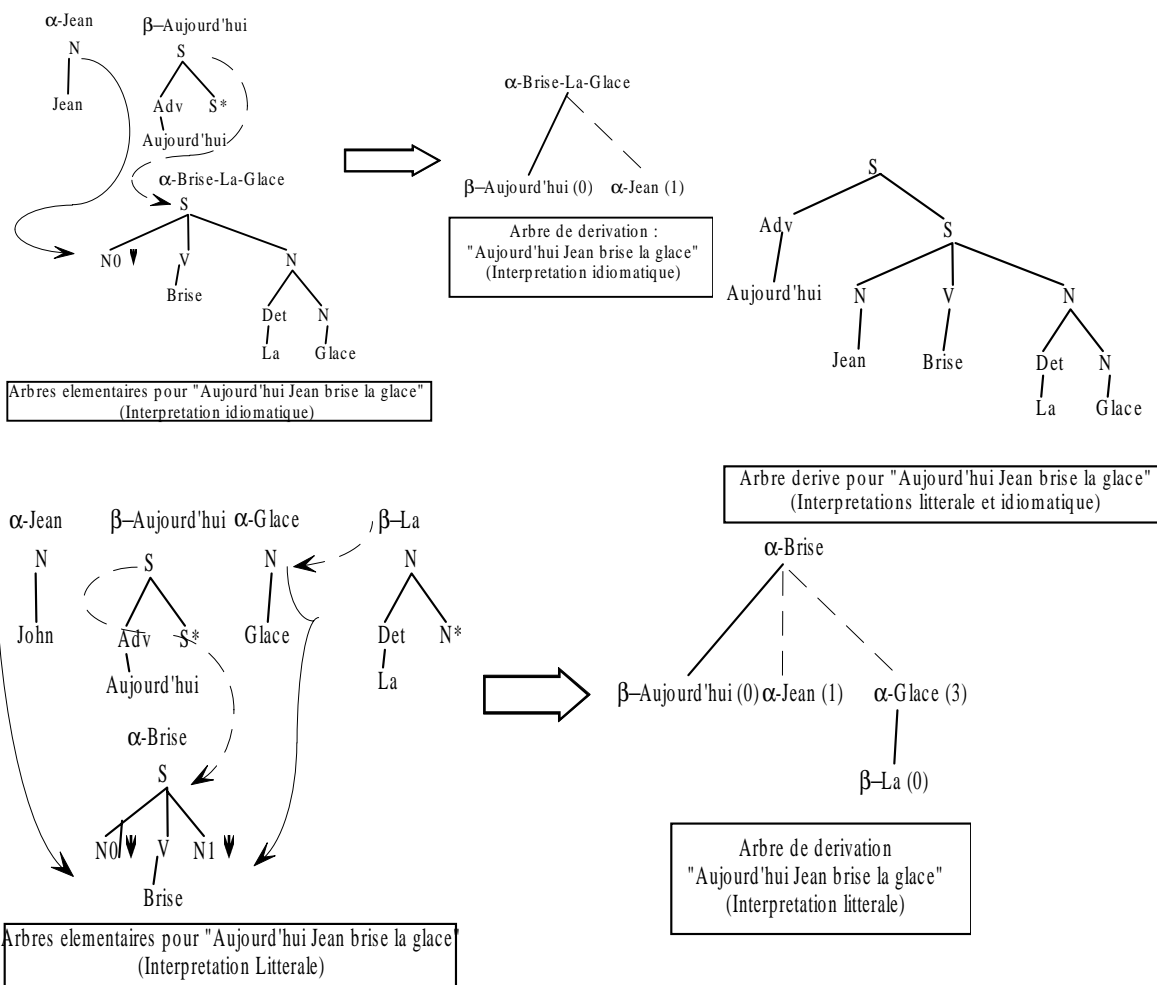 α-Jean β–Aujourd'hui
N S
Jean Adv S*
Aujourd'hui
α-Brise-La-Glace
S
N0 V N
Brise
Det N
La Glace
Arbres elementaires pour "Aujourd'hui Jean brise la glace"
(Interpretation idiomatique)
α-Brise-La-Glace
β–Aujourd'hui (0) α-Jean (1)
Arbre de derivation :
"Aujourd'hui Jean brise la glace"
(Interpretation idiomatique)
S
Adv S
Aujourd'hui N V N
Jean Brise Det N
La Glace
Arbre derive pour "Aujourd'hui Jean brise la glace"
(Interpretations litterale et idiomatique)
α-Jean β–Aujourd'hui α-Glace β–La
N S N N
John Adv S* Glace Det N*
Aujourd'hui La
α-Brise
S
N0 V N1
Brise
Arbres elementaires pour "Aujourd'hui Jean brise la glace"
(Interpretation Litterale)
α-Brise
β–Aujourd'hui (0) α-Jean (1) α-Glace (3)
β–La (0)
Arbre de derivation
"Aujourd'hui Jean brise la glace"
(Interpretation litterale)